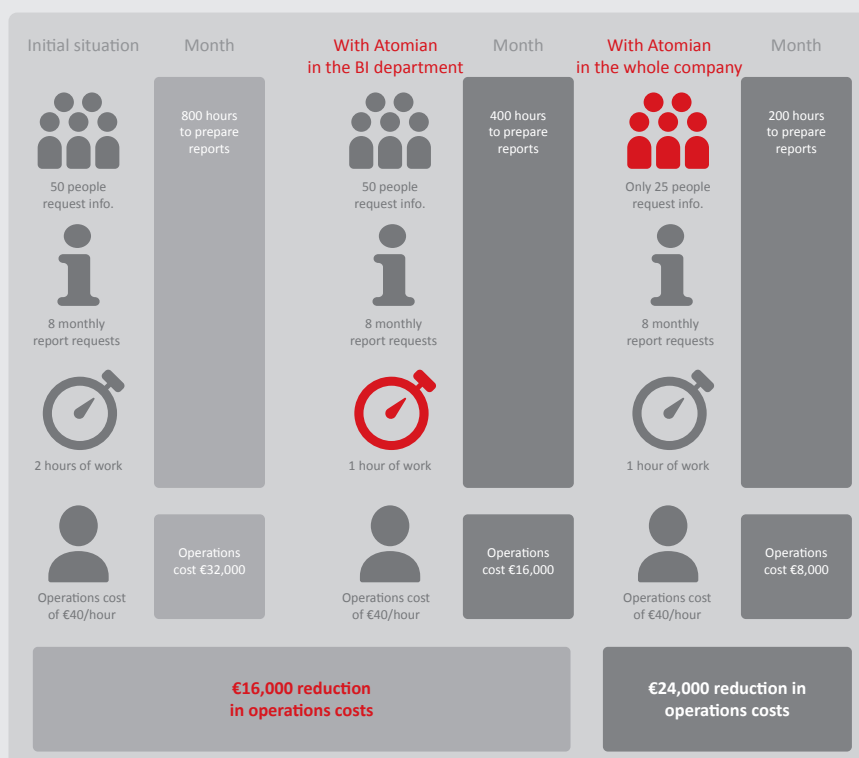 Initial situation
Month
With Atomian
in the BI department
Month
With Atomian
in the whole company
Month
50 people
request info.
800 hours
to prepare
reports
50 people
request info.
400 hours
to prepare
reports
Only 25 people
request info.
200 hours
to prepare
reports
8 monthly
report requests
8 monthly
report requests
8 monthly
report requests
2 hours of work
1 hour of work
1 hour of work
Operations cost
of €40/hour
Operations
cost €32,000
Operations cost
of €40/hour
Operations
cost €16,000
Operations cost
of €40/hour
Operations
cost €8,000
€16,000 reduction
in operations costs
€24,000 reduction in
operations costs